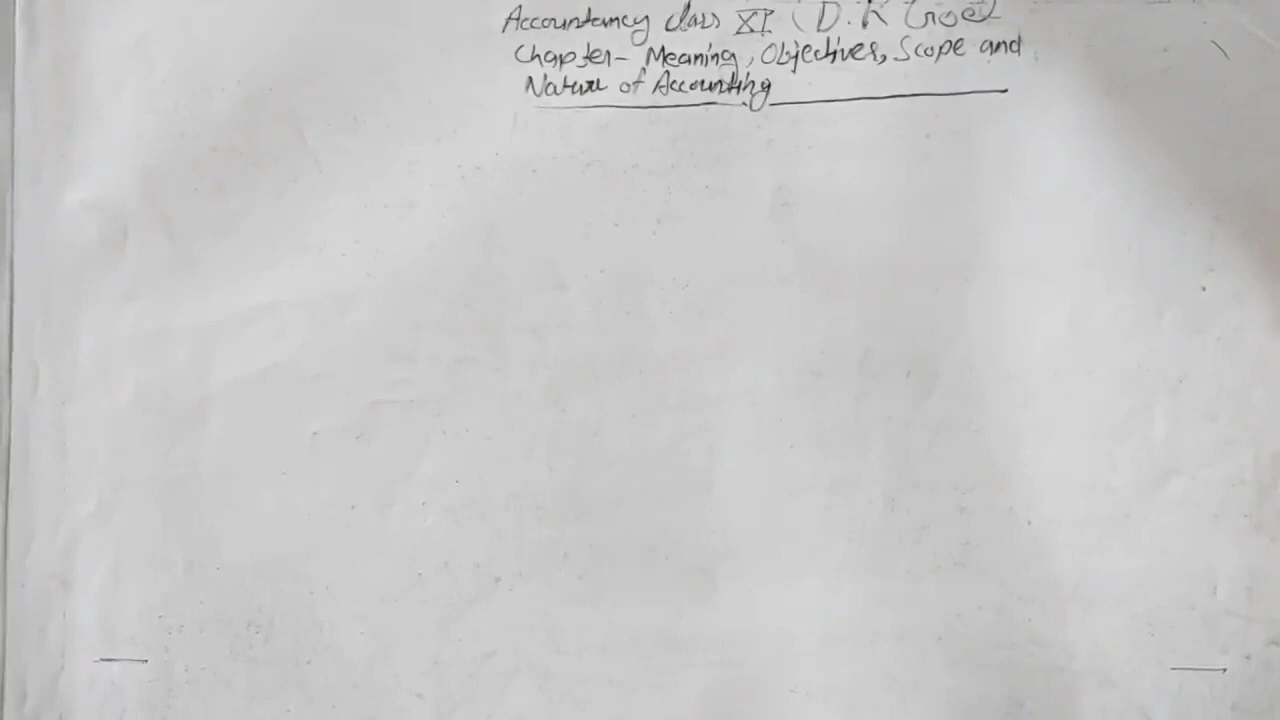 Accountancy class XI (D.K Goel)
Chapter- Meaning, Objectives, Scope and
Nature of Accounting